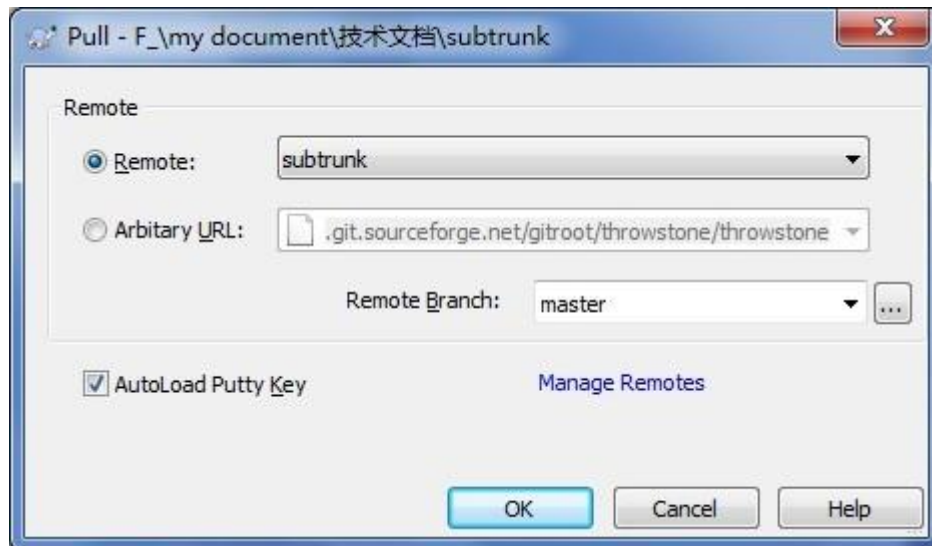 Pull - F_\my document\技术文档\subtrunk
Remote
Remote: subtrunk
Arbitary URL: .git.sourceforge.net/gitroot/throwstone/throwstone
Remote Branch: master ...
AutoLoad Putty Key Manage Remotes
OK Cancel Help